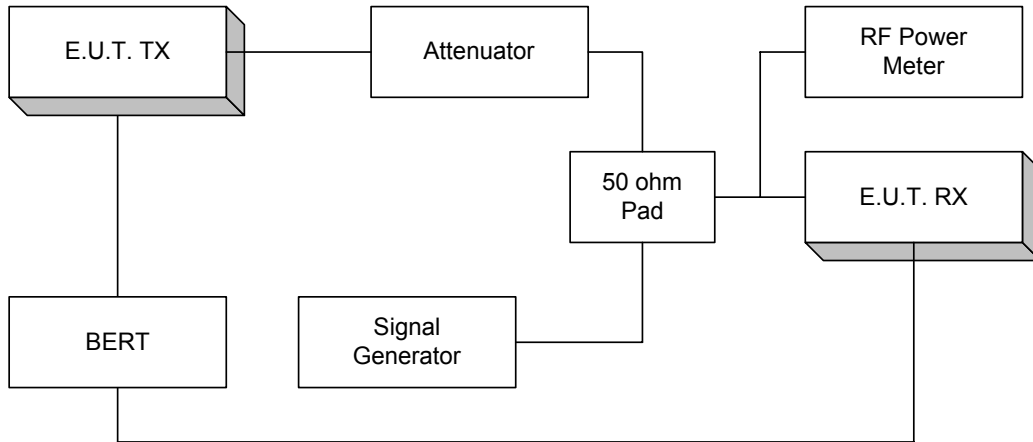 E.U.T. TX
Attenuator
RF Power
Meter
50 ohm
Pad
E.U.T. RX
BERT
Signal
Generator